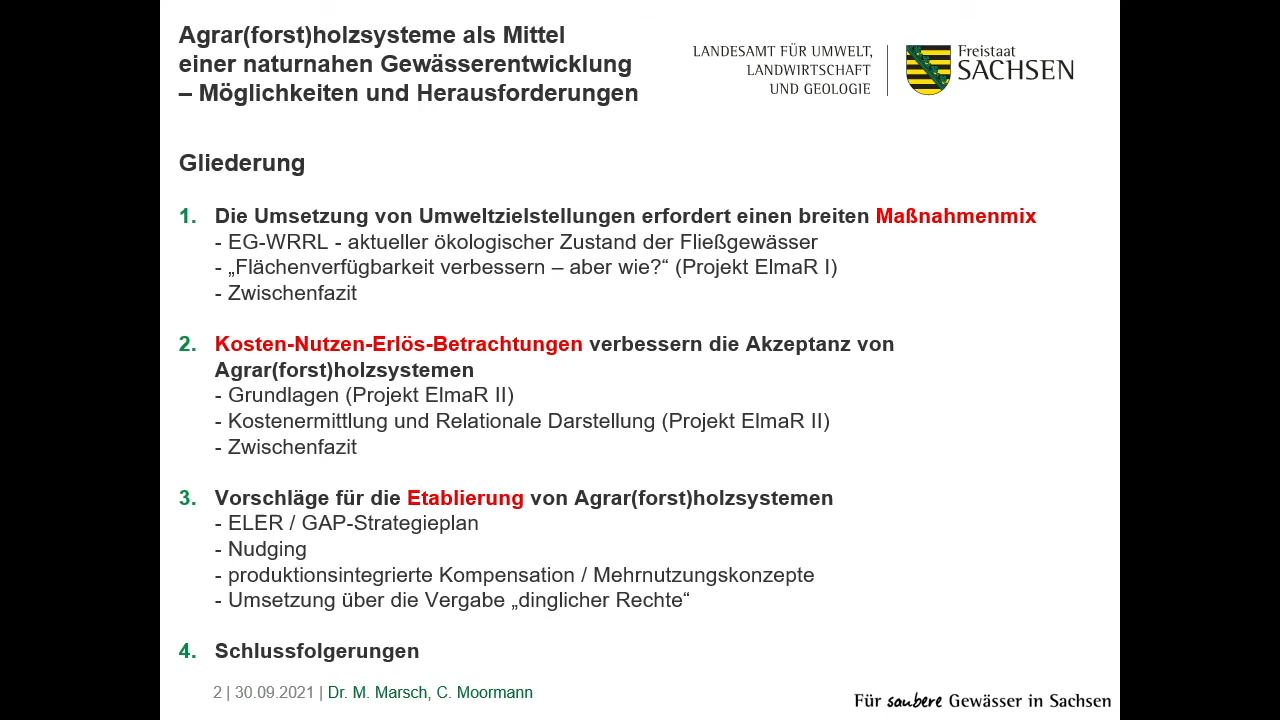 Agrar(forst)holzsysteme als Mittel
einer naturnahen Gewässerentwicklung
– Möglichkeiten und Herausforderungen
LANDESAMT FÜR UMWELT,
LANDWIRTSCHAFT
UND GEOLOGIE
Freistaat
SACHSEN
Gliederung
1. Die Umsetzung von Umweltzielstellungen erfordert einen breiten Maßnahmenmix
- EG-WRRL - aktueller ökologischer Zustand der Fließgewässer
- „Flächenverfügbarkeit verbessern – aber wie?“ (Projekt ElmaR I)
- Zwischenfazit
2. Kosten-Nutzen-Erlös-Betrachtungen verbessern die Akzeptanz von
Agrar(forst)holzsystemen
- Grundlagen (Projekt ElmaR II)
- Kostenermittlung und Relationale Darstellung (Projekt ElmaR II)
- Zwischenfazit
3. Vorschläge für die Etablierung von Agrar(forst)holzsystemen
- ELER / GAP-Strategieplan
- Nudging
- produktionsintegrierte Kompensation / Mehrnutzungskonzepte
- Umsetzung über die Vergabe „dinglicher Rechte“
4. Schlussfolgerungen
2 | 30.09.2021 | Dr. M. Marsch, C. Moormann
Für saubere Gewässer in Sachsen